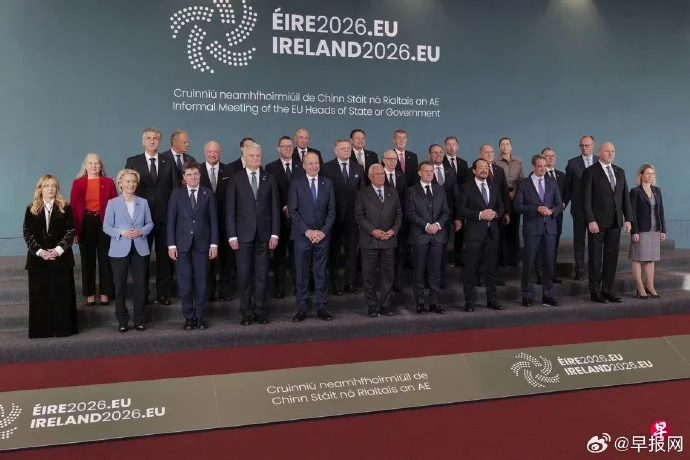 ÉIRE2026.EU
IRELAND2026.EU
Cruinniú neamhfhoirmiúil de Chinn Stáit nó Rialtais an AE
Informal Meeting of the EU Heads of State or Government
ÉIRE2026.EU
IRELAND2026.EU
Cruinniú neamhfhoirmiúil de
Chinn Stáit nó Rialtais an AE
ÉIRE2026.EU
IRELAND2026.EU
早
@早报网